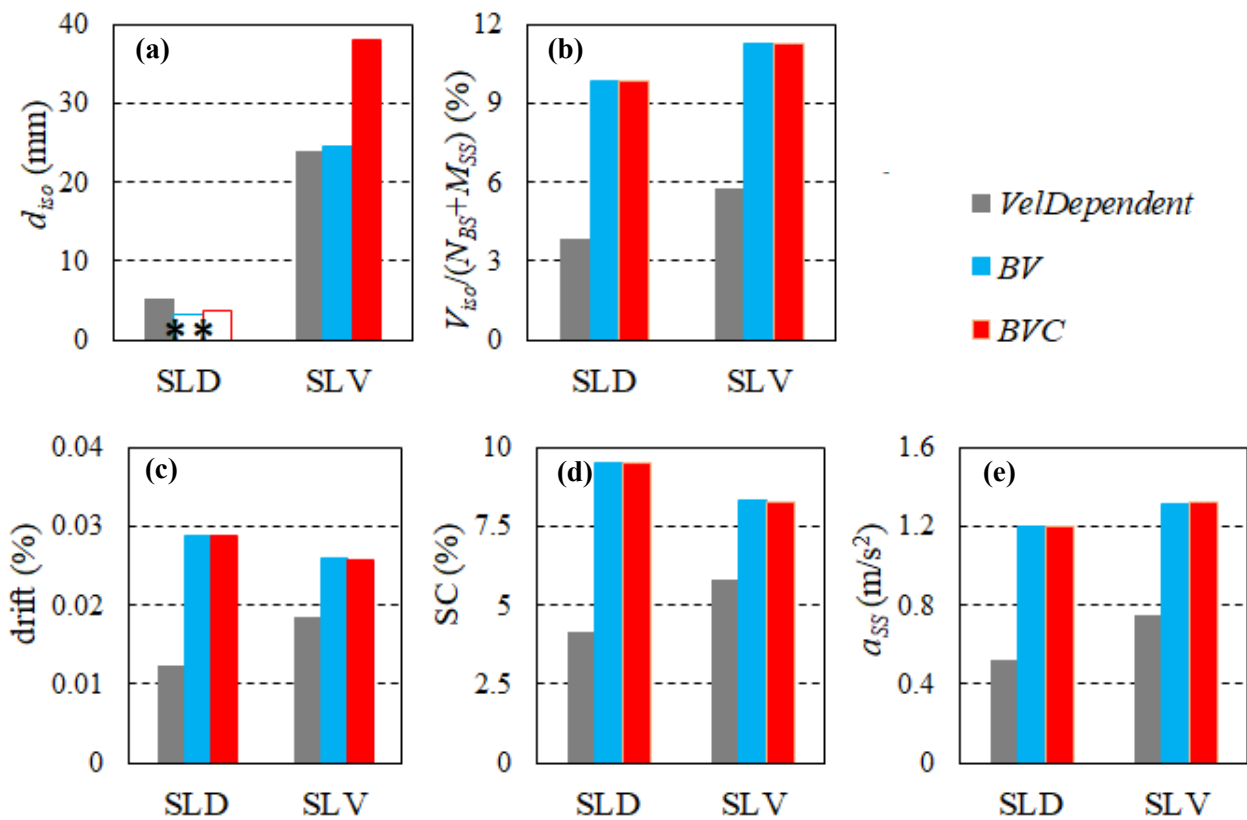 (a)
40
30
20
10
0
d_iso (mm)
* *
SLD SLV
(b)
12
9
6
3
0
V_iso/(N_BS+M_SS) (%)
SLD SLV
-
VelDependent
BV
BVC
(c)
0.04
0.03
0.02
0.01
0
drift (%)
SLD SLV
(d)
10
7.5
5
2.5
0
SC (%)
SLD SLV
(e)
1.6
1.2
0.8
0.4
0
a_SS (m/s²)
SLD SLV